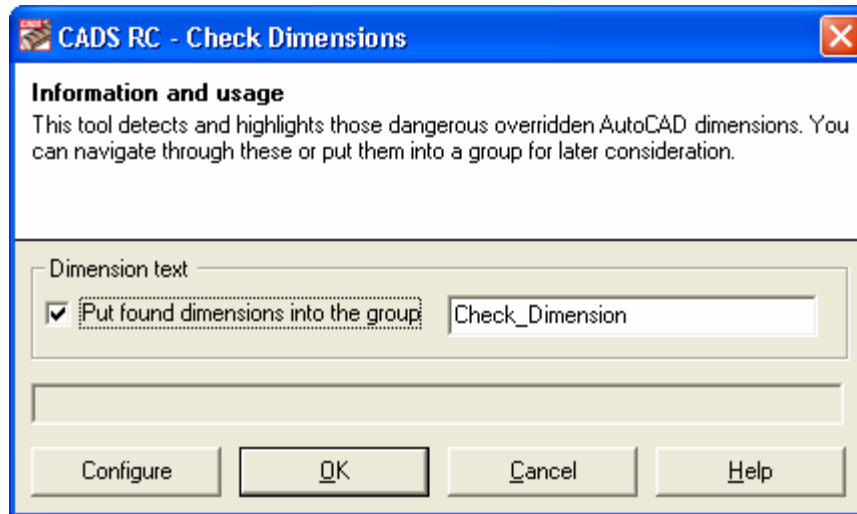 CADS RC - Check Dimensions
Information and usage
This tool detects and highlights those dangerous overridden AutoCAD dimensions. You
can navigate through these or put them into a group for later consideration.
Dimension text
Put found dimensions into the group Check_Dimension
Configure OK Cancel Help